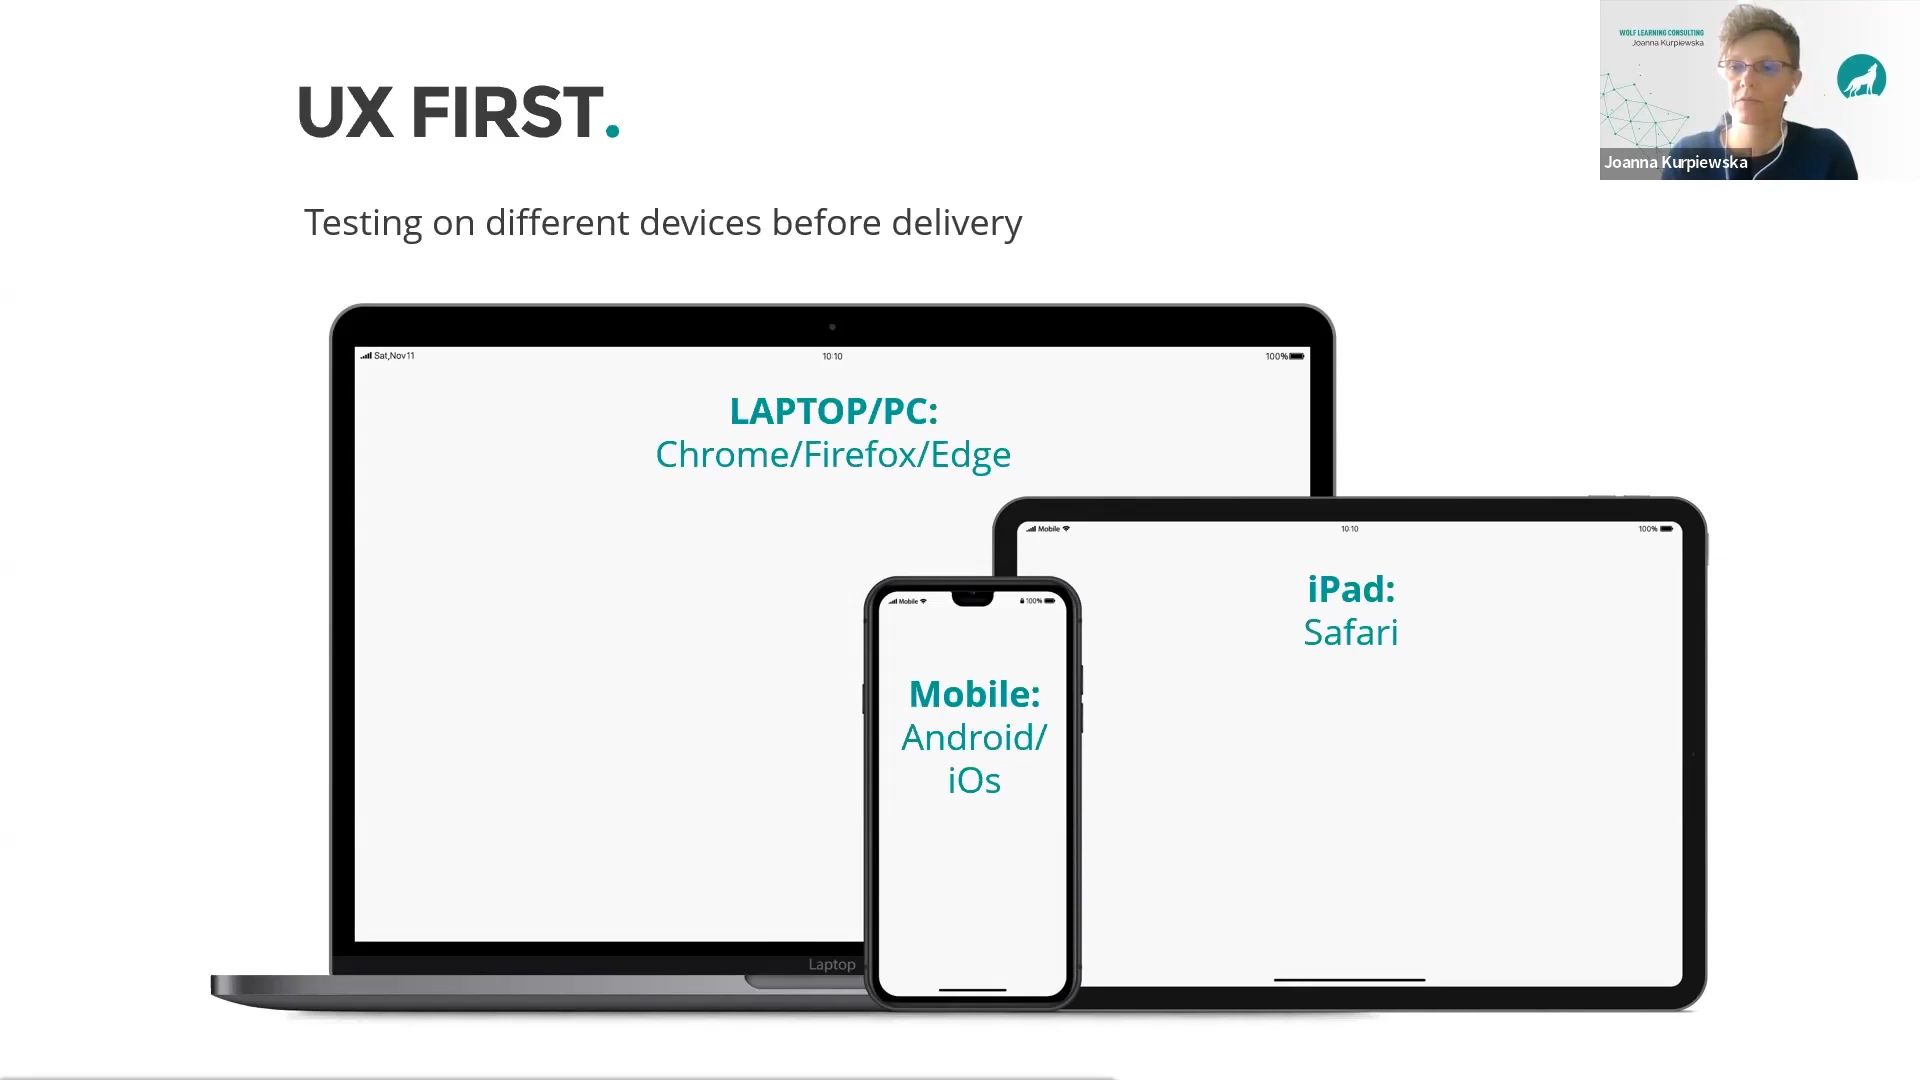 UX FIRST.
WOLF LEARNING CONSULTING
Joanna Kurpiewska
Joanna Kurpiewska
Testing on different devices before delivery
Sat,Nov11
10:10
100%
LAPTOP/PC:
Chrome/Firefox/Edge
Mobile
10:10
100%
iPad:
Safari
Mobile
100%
Mobile:
Android/
iOs
Laptop